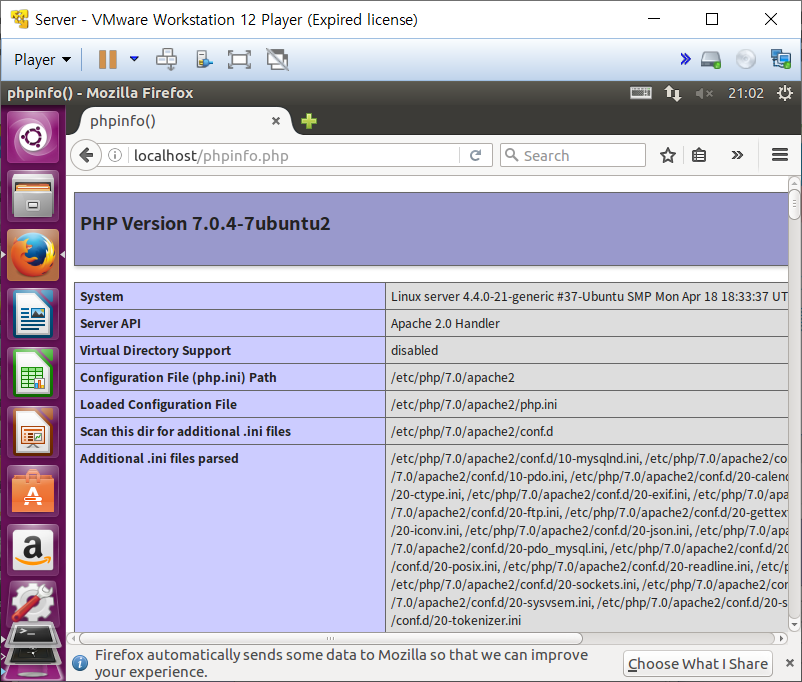 Server - VMware Workstation 12 Player (Expired license)
Player
phpinfo() - Mozilla Firefox
21:02
phpinfo()
localhost/phpinfo.php
Search
PHP Version 7.0.4-7ubuntu2
System Linux server 4.4.0-21-generic #37-Ubuntu SMP Mon Apr 18 18:33:37 UT
Server API Apache 2.0 Handler
Virtual Directory Support disabled
Configuration File (php.ini) Path /etc/php/7.0/apache2
Loaded Configuration File /etc/php/7.0/apache2/php.ini
Scan this dir for additional .ini files /etc/php/7.0/apache2/conf.d
Additional .ini files parsed /etc/php/7.0/apache2/conf.d/10-mysqlnd.ini, /etc/php/7.0/apache2/co
/7.0/apache2/conf.d/10-pdo.ini, /etc/php/7.0/apache2/conf.d/20-calen
/20-ctype.ini, /etc/php/7.0/apache2/conf.d/20-exif.ini, /etc/php/7.0/apa
/7.0/apache2/conf.d/20-ftp.ini, /etc/php/7.0/apache2/conf.d/20-gettex
/20-iconv.ini, /etc/php/7.0/apache2/conf.d/20-json.ini, /etc/php/7.0/apa
/7.0/apache2/conf.d/20-pdo_mysql.ini, /etc/php/7.0/apache2/conf.d/20
/conf.d/20-posix.ini, /etc/php/7.0/apache2/conf.d/20-readline.ini, /etc/p
/etc/php/7.0/apache2/conf.d/20-sockets.ini, /etc/php/7.0/apache2/con
/7.0/apache2/conf.d/20-sysvsem.ini, /etc/php/7.0/apache2/conf.d/20-s
/conf.d/20-tokenizer.ini
Firefox automatically sends some data to Mozilla so that we can improve
your experience.
Choose What I Share